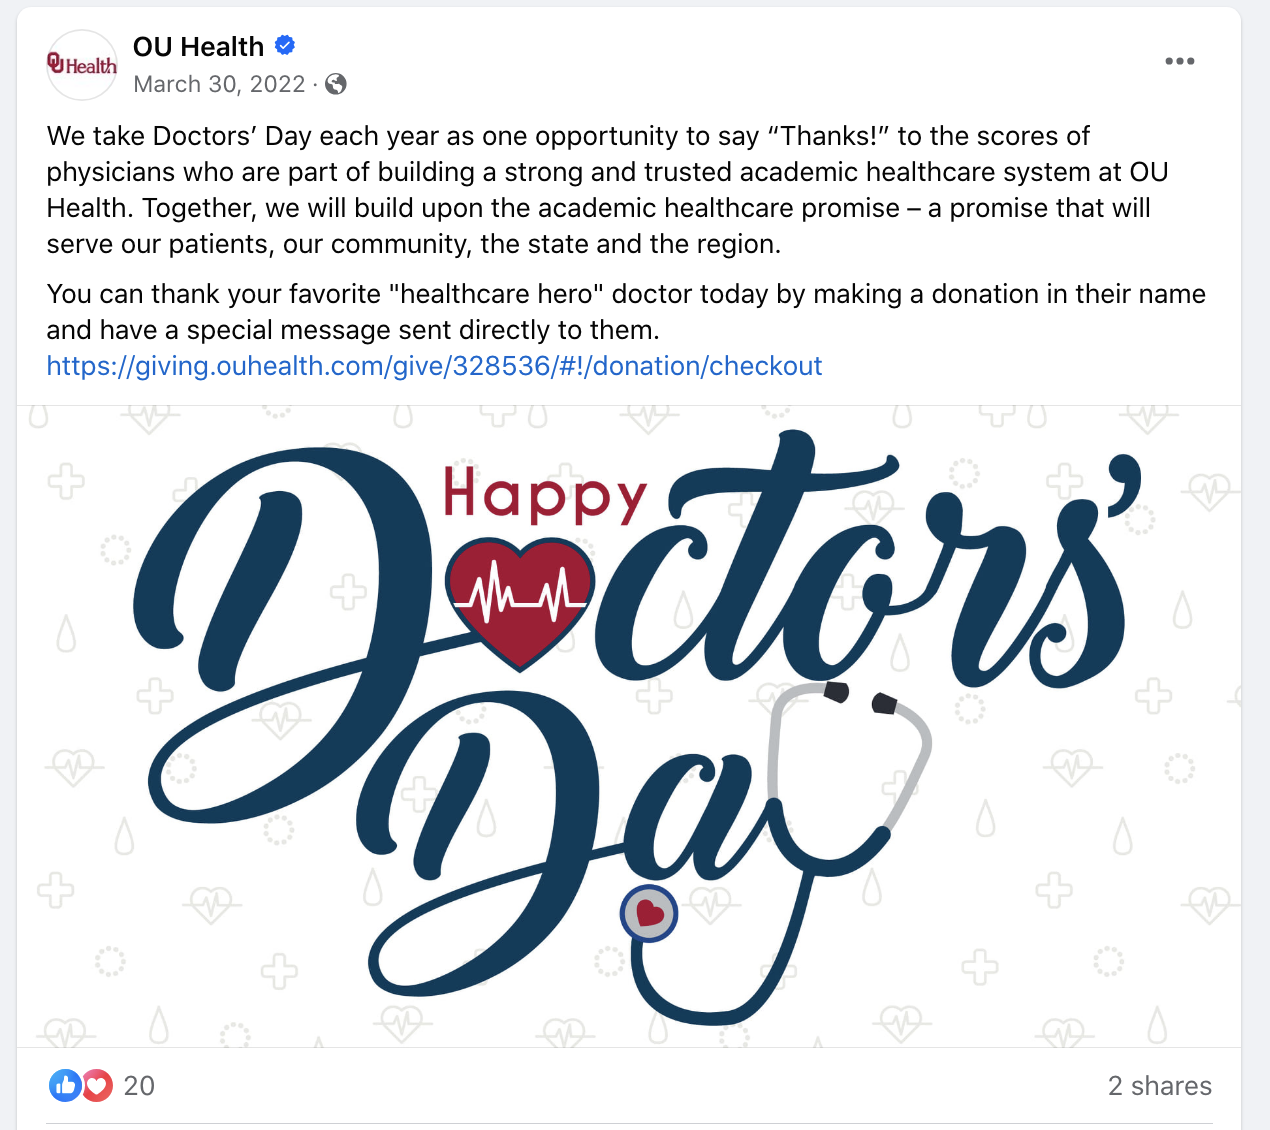 OU Health
OU Health
March 30, 2022 ·
We take Doctors’ Day each year as one opportunity to say “Thanks!” to the scores of
physicians who are part of building a strong and trusted academic healthcare system at OU
Health. Together, we will build upon the academic healthcare promise – a promise that will
serve our patients, our community, the state and the region.
You can thank your favorite "healthcare hero" doctor today by making a donation in their name
and have a special message sent directly to them.
https://giving.ouhealth.com/give/328536/#!/donation/checkout
Happy
Doctors’
Day
20
2 shares